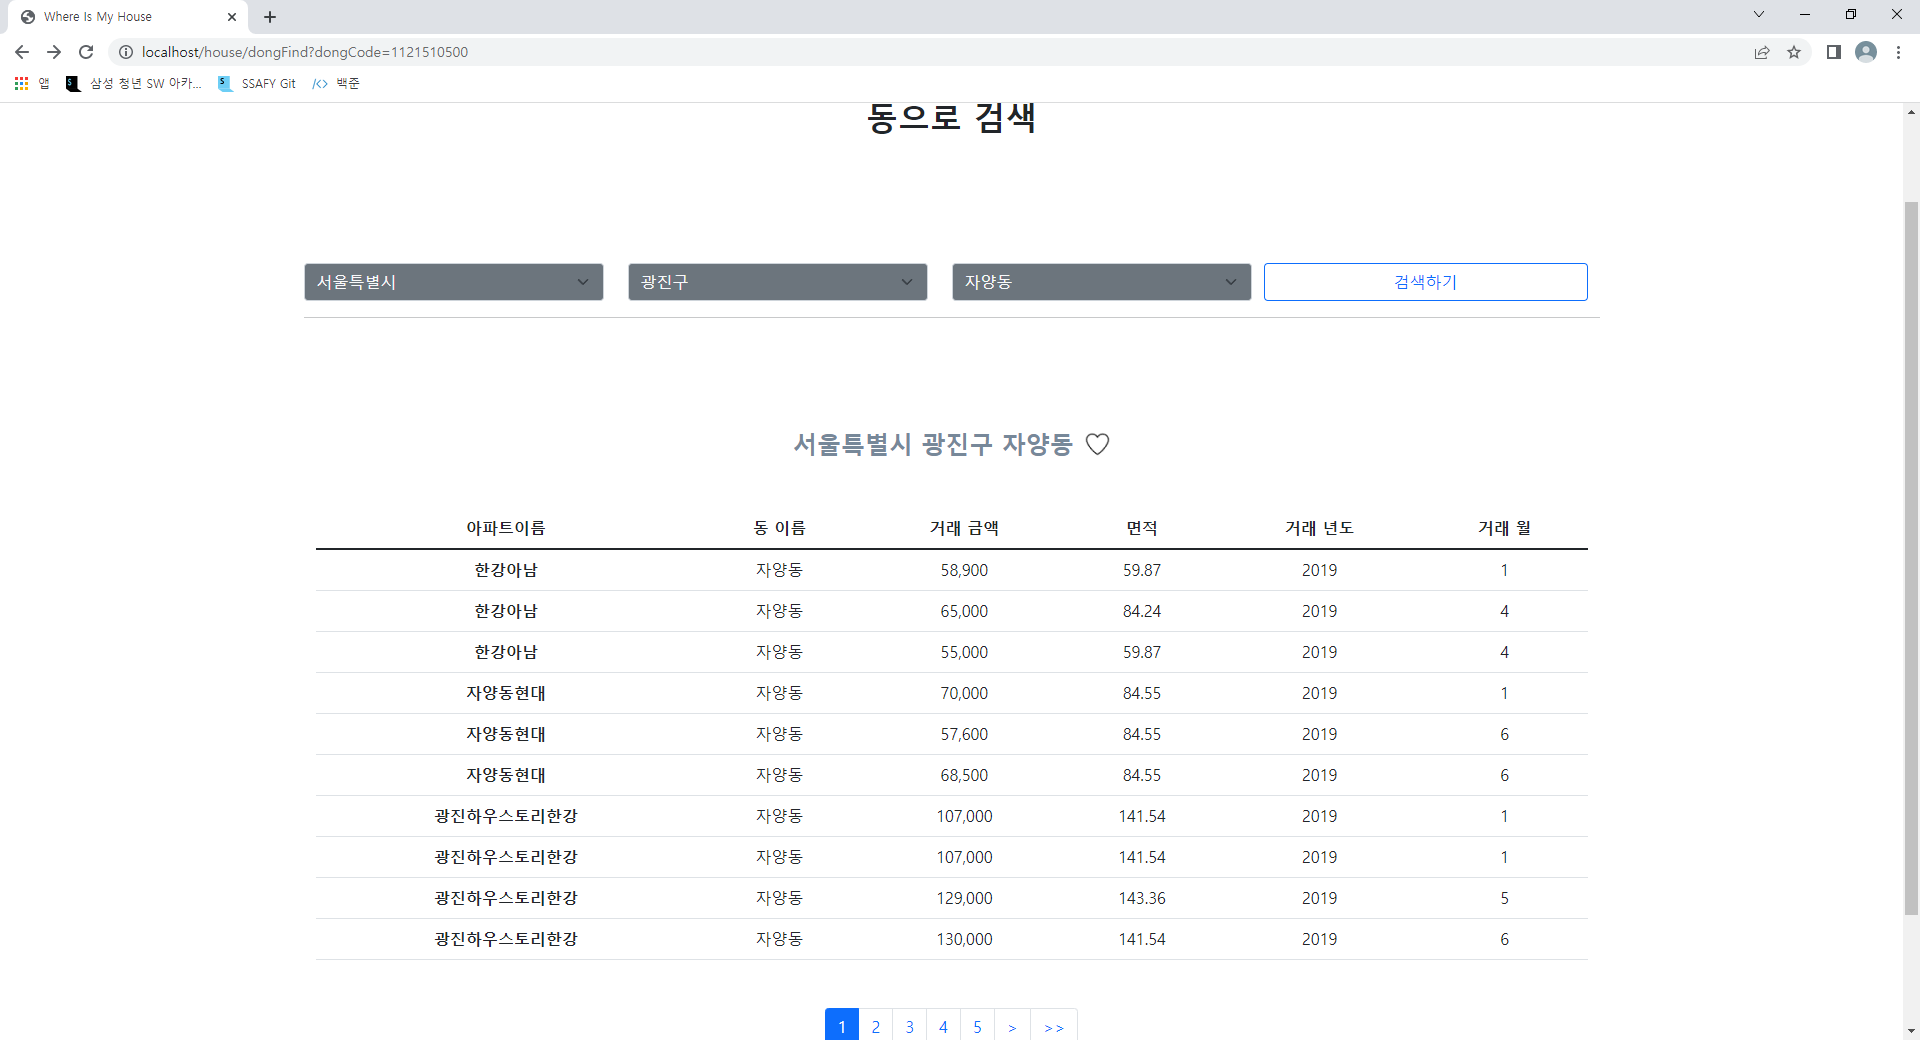 Where Is My House
localhost/house/dongFind?dongCode=1121510500
앱 삼성 청년 SW 아카... SSAFY Git 백준
동으로 검색
서울특별시 광진구 자양동 검색하기
서울특별시 광진구 자양동
아파트이름 동 이름 거래 금액 면적 거래 년도 거래 월
한강아남 자양동 58,900 59.87 2019 1
한강아남 자양동 65,000 84.24 2019 4
한강아남 자양동 55,000 59.87 2019 4
자양동현대 자양동 70,000 84.55 2019 1
자양동현대 자양동 57,600 84.55 2019 6
자양동현대 자양동 68,500 84.55 2019 6
광진하우스토리한강 자양동 107,000 141.54 2019 1
광진하우스토리한강 자양동 107,000 141.54 2019 1
광진하우스토리한강 자양동 129,000 143.36 2019 5
광진하우스토리한강 자양동 130,000 141.54 2019 6
1 2 3 4 5 > >>